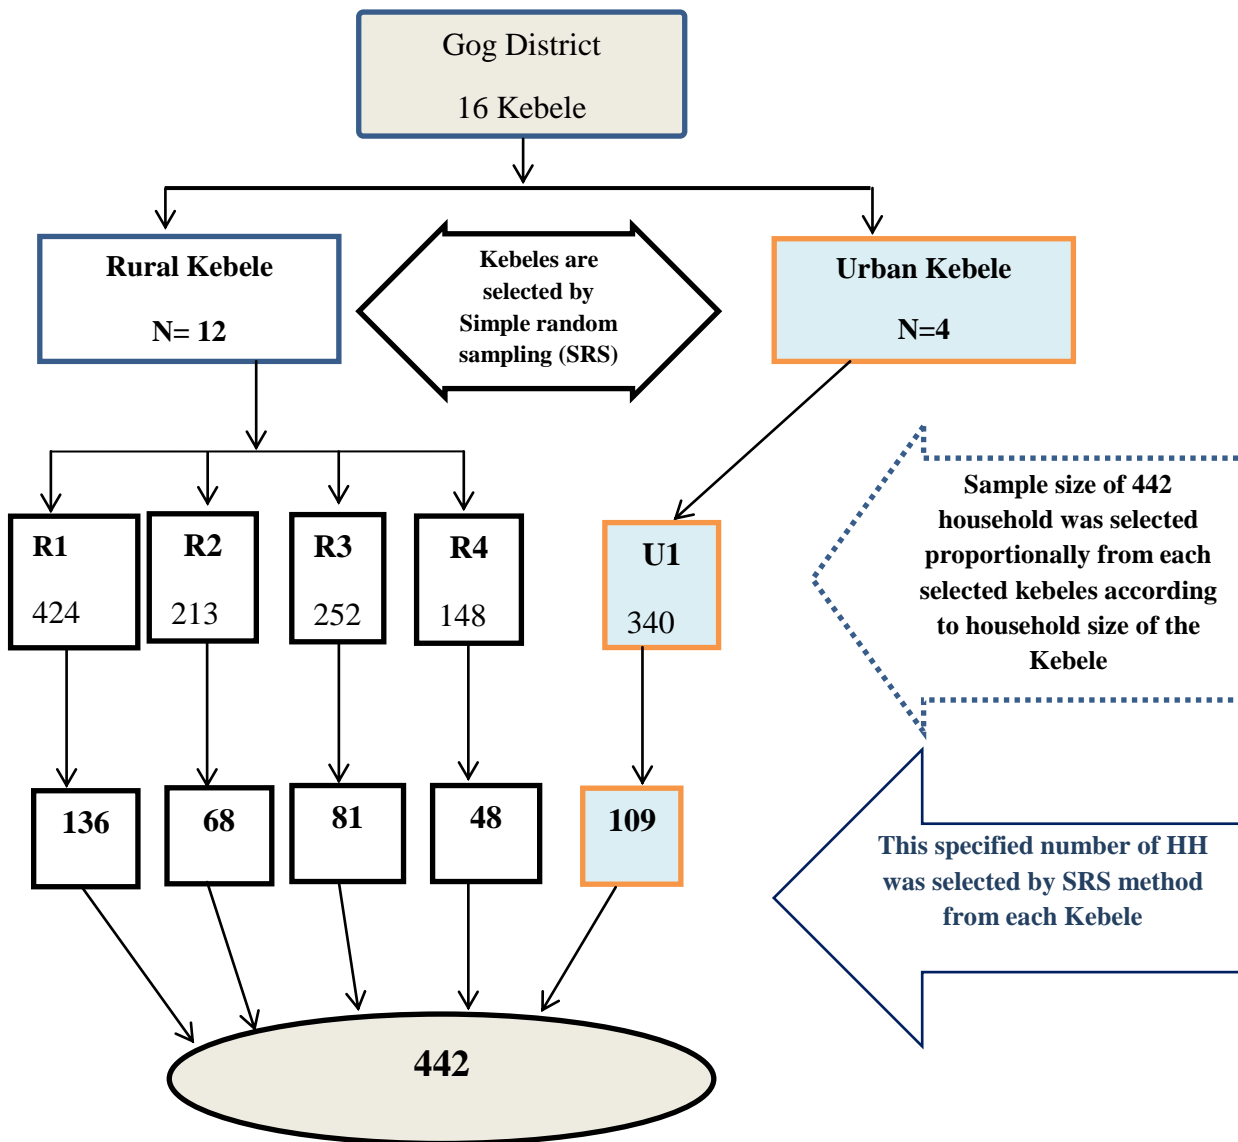 Gog District
16 Kebele
Rural Kebele
N= 12
Kebeles are
selected by
Simple random
sampling (SRS)
Urban Kebele
N=4
R1
424
R2
213
R3
252
R4
148
U1
340
Sample size of 442
household was selected
proportionally from each
selected kebeles according
to household size of the
Kebele
136
68
81
48
109
This specified number of HH
was selected by SRS method
from each Kebele
442